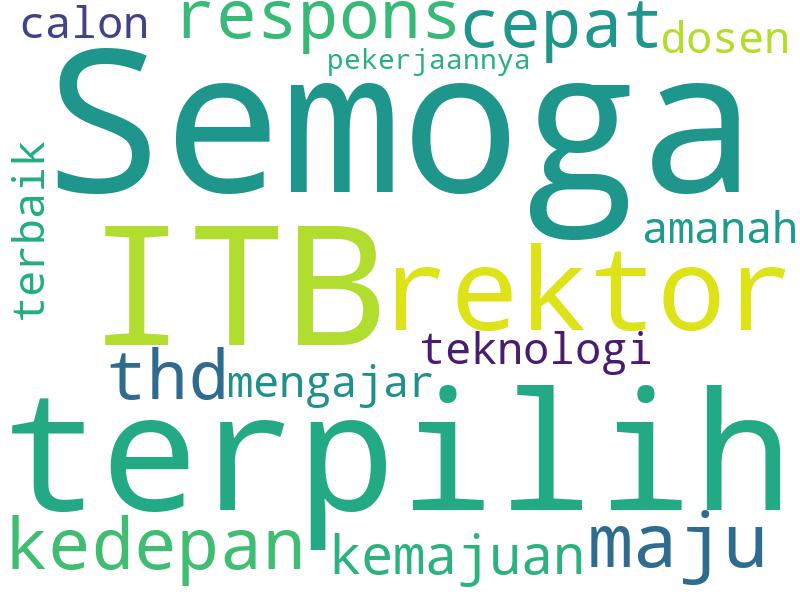 calon respons cepat dosen
pekerjaannya
Semoga
terbaik
amanah
ITB rektor
teknologi
thd mengajar
terpilih
kedepan kemajuan maju